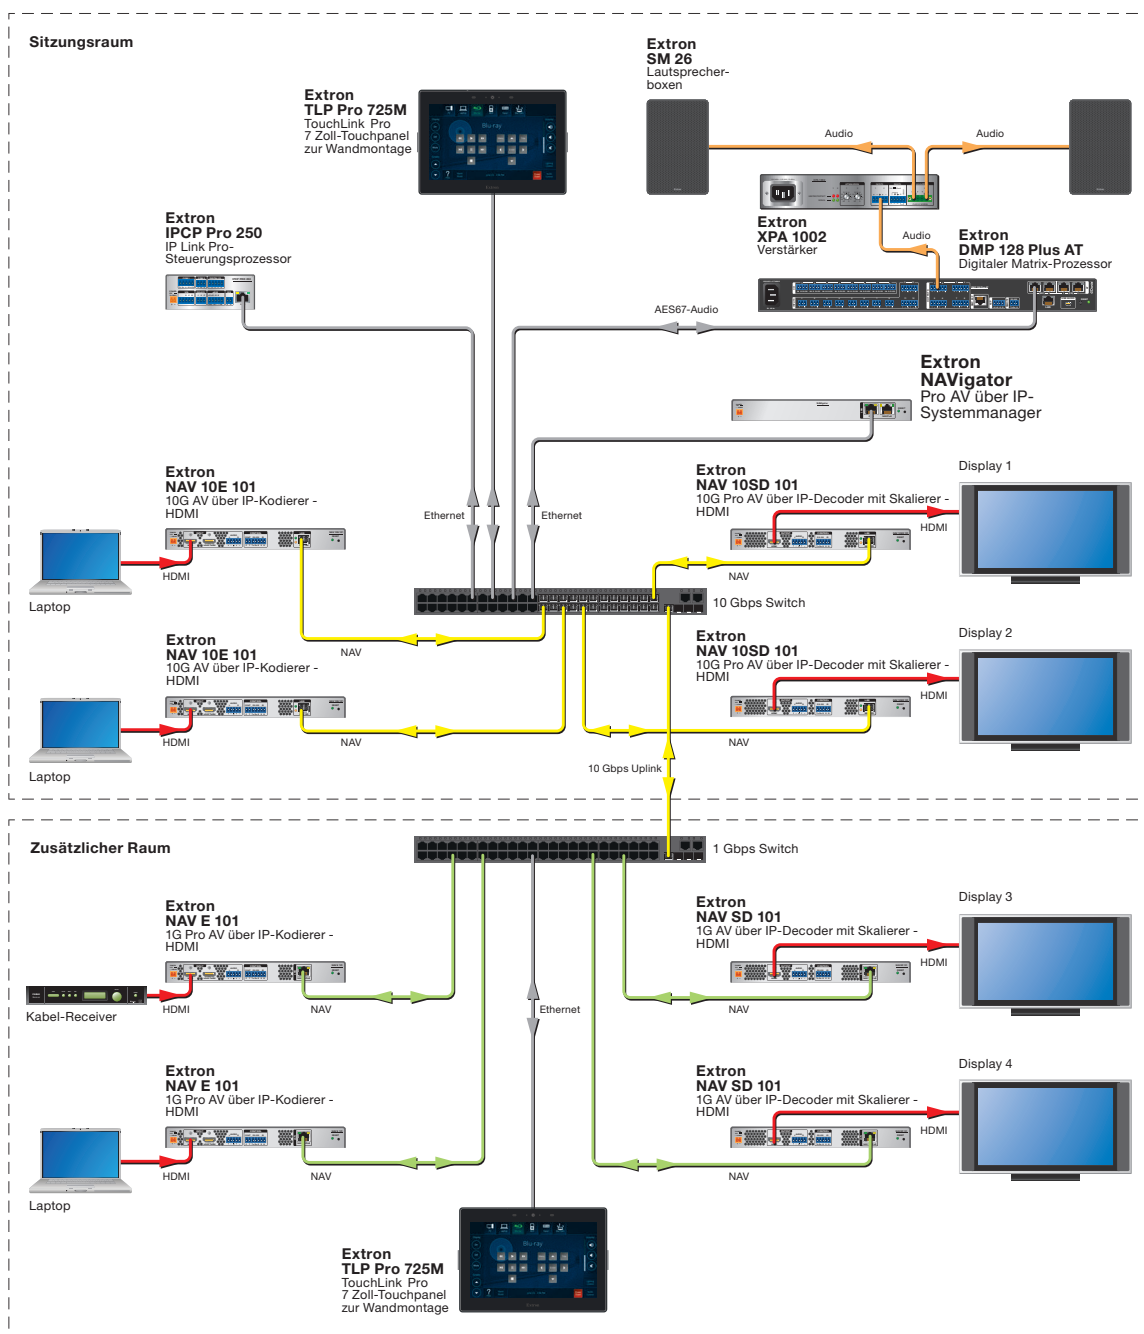 Sitzungsraum
Extron
SM 26
Lautsprecher-
boxen
Extron
TLP Pro 725M
TouchLink Pro
7 Zoll-Touchpanel
zur Wandmontage
Blu-ray
Audio
Audio
Extron
IPCP Pro 250
IP Link Pro-
Steuerungsprozessor
Extron
XPA 1002
Verstärker
Audio
Extron
DMP 128 Plus AT
Digitaler Matrix-Prozessor
AES67-Audio
Extron
NAVigator
Pro AV über IP-
Systemmanager
Extron
NAV 10E 101
10G AV über IP-Kodierer -
HDMI
Ethernet
Ethernet
Extron
NAV 10SD 101
10G Pro AV über IP-Decoder mit Skalierer -
HDMI
Display 1
HDMI
HDMI
NAV
Laptop
10 Gbps Switch
NAV
Extron
NAV 10E 101
10G AV über IP-Kodierer -
HDMI
Extron
NAV 10SD 101
10G Pro AV über IP-Decoder mit Skalierer -
HDMI
Display 2
HDMI
HDMI
NAV
NAV
Laptop
10 Gbps Uplink
Zusätzlicher Raum
1 Gbps Switch
Extron
NAV E 101
1G Pro AV über IP-Kodierer -
HDMI
Extron
NAV SD 101
1G AV über IP-Decoder mit Skalierer -
HDMI
Display 3
HDMI
Kabel-Receiver
HDMI
NAV
Ethernet
NAV
Extron
NAV E 101
1G Pro AV über IP-Kodierer -
HDMI
Extron
NAV SD 101
1G AV über IP-Decoder mit Skalierer -
HDMI
Display 4
HDMI
HDMI
NAV
NAV
Laptop
Extron
TLP Pro 725M
TouchLink Pro
7 Zoll-Touchpanel
zur Wandmontage
Blu-ray